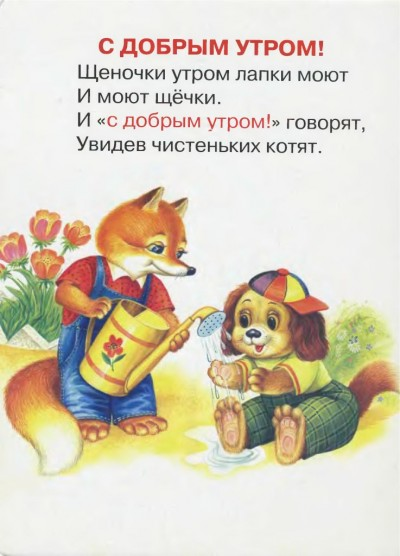 С ДОБРЫМ УТРОМ!
Щеночки утром лапки моют
И моют щёчки.
И «с добрым утром!» говорят,
Увидев чистеньких котят.